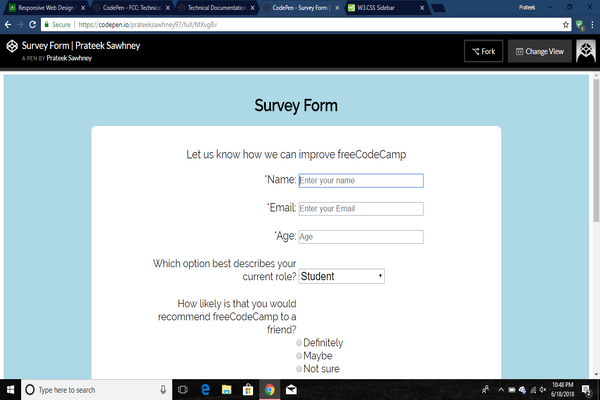 Responsive Web Design
CodePen - FCC: Technical
Technical Documentation
CodePen - Survey Form |
W3.CSS Sidebar
Prateek
Secure
https://codepen.io/prateeksawhney97/full/MXvgBv
Survey Form | Prateek Sawhney
A PEN BY Prateek Sawhney
Fork
Change View
Survey Form
Let us know how we can improve freeCodeCamp
*Name: Enter your name
*Email: Enter your Email
*Age: Age
Which option best describes your
current role? Student
How likely is that you would
recommend freeCodeCamp to a
friend?
Definitely
Maybe
Not sure
Type here to search
10:48 PM
6/18/2018
2